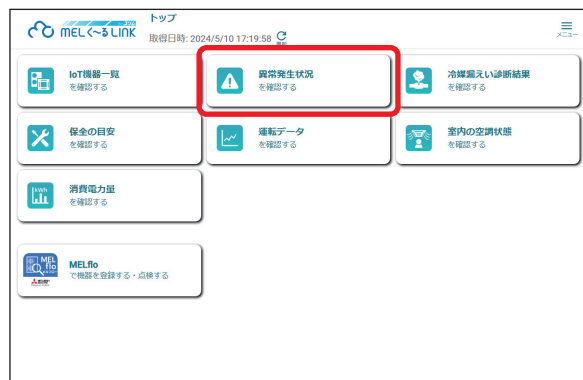 トップ
MELく〜るLINK
取得日時: 2024/5/10 17:19:58
更新
メニュー
IoT機器一覧
を確認する
異常発生状況
を確認する
冷媒漏えい診断結果
を確認する
保全の目安
を確認する
運転データ
を確認する
室内の空調状態
を確認する
kWh
消費電力量
を確認する
MEL
flo
MELflo
で機器を登録する・点検する